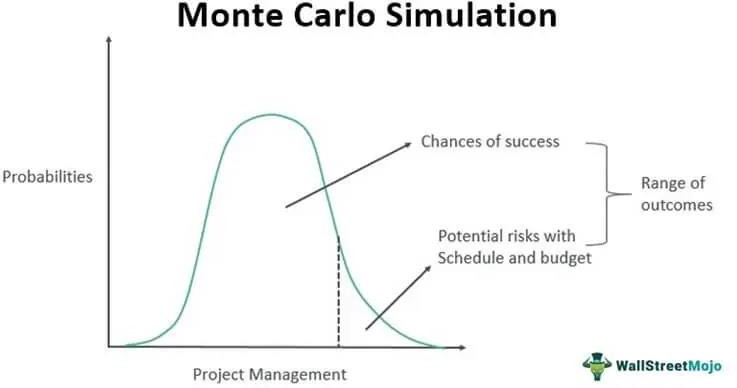 Monte Carlo Simulation
Probabilities
Chances of success
Range of
outcomes
Potential risks with
Schedule and budget
Project Management
WallStreetMojo